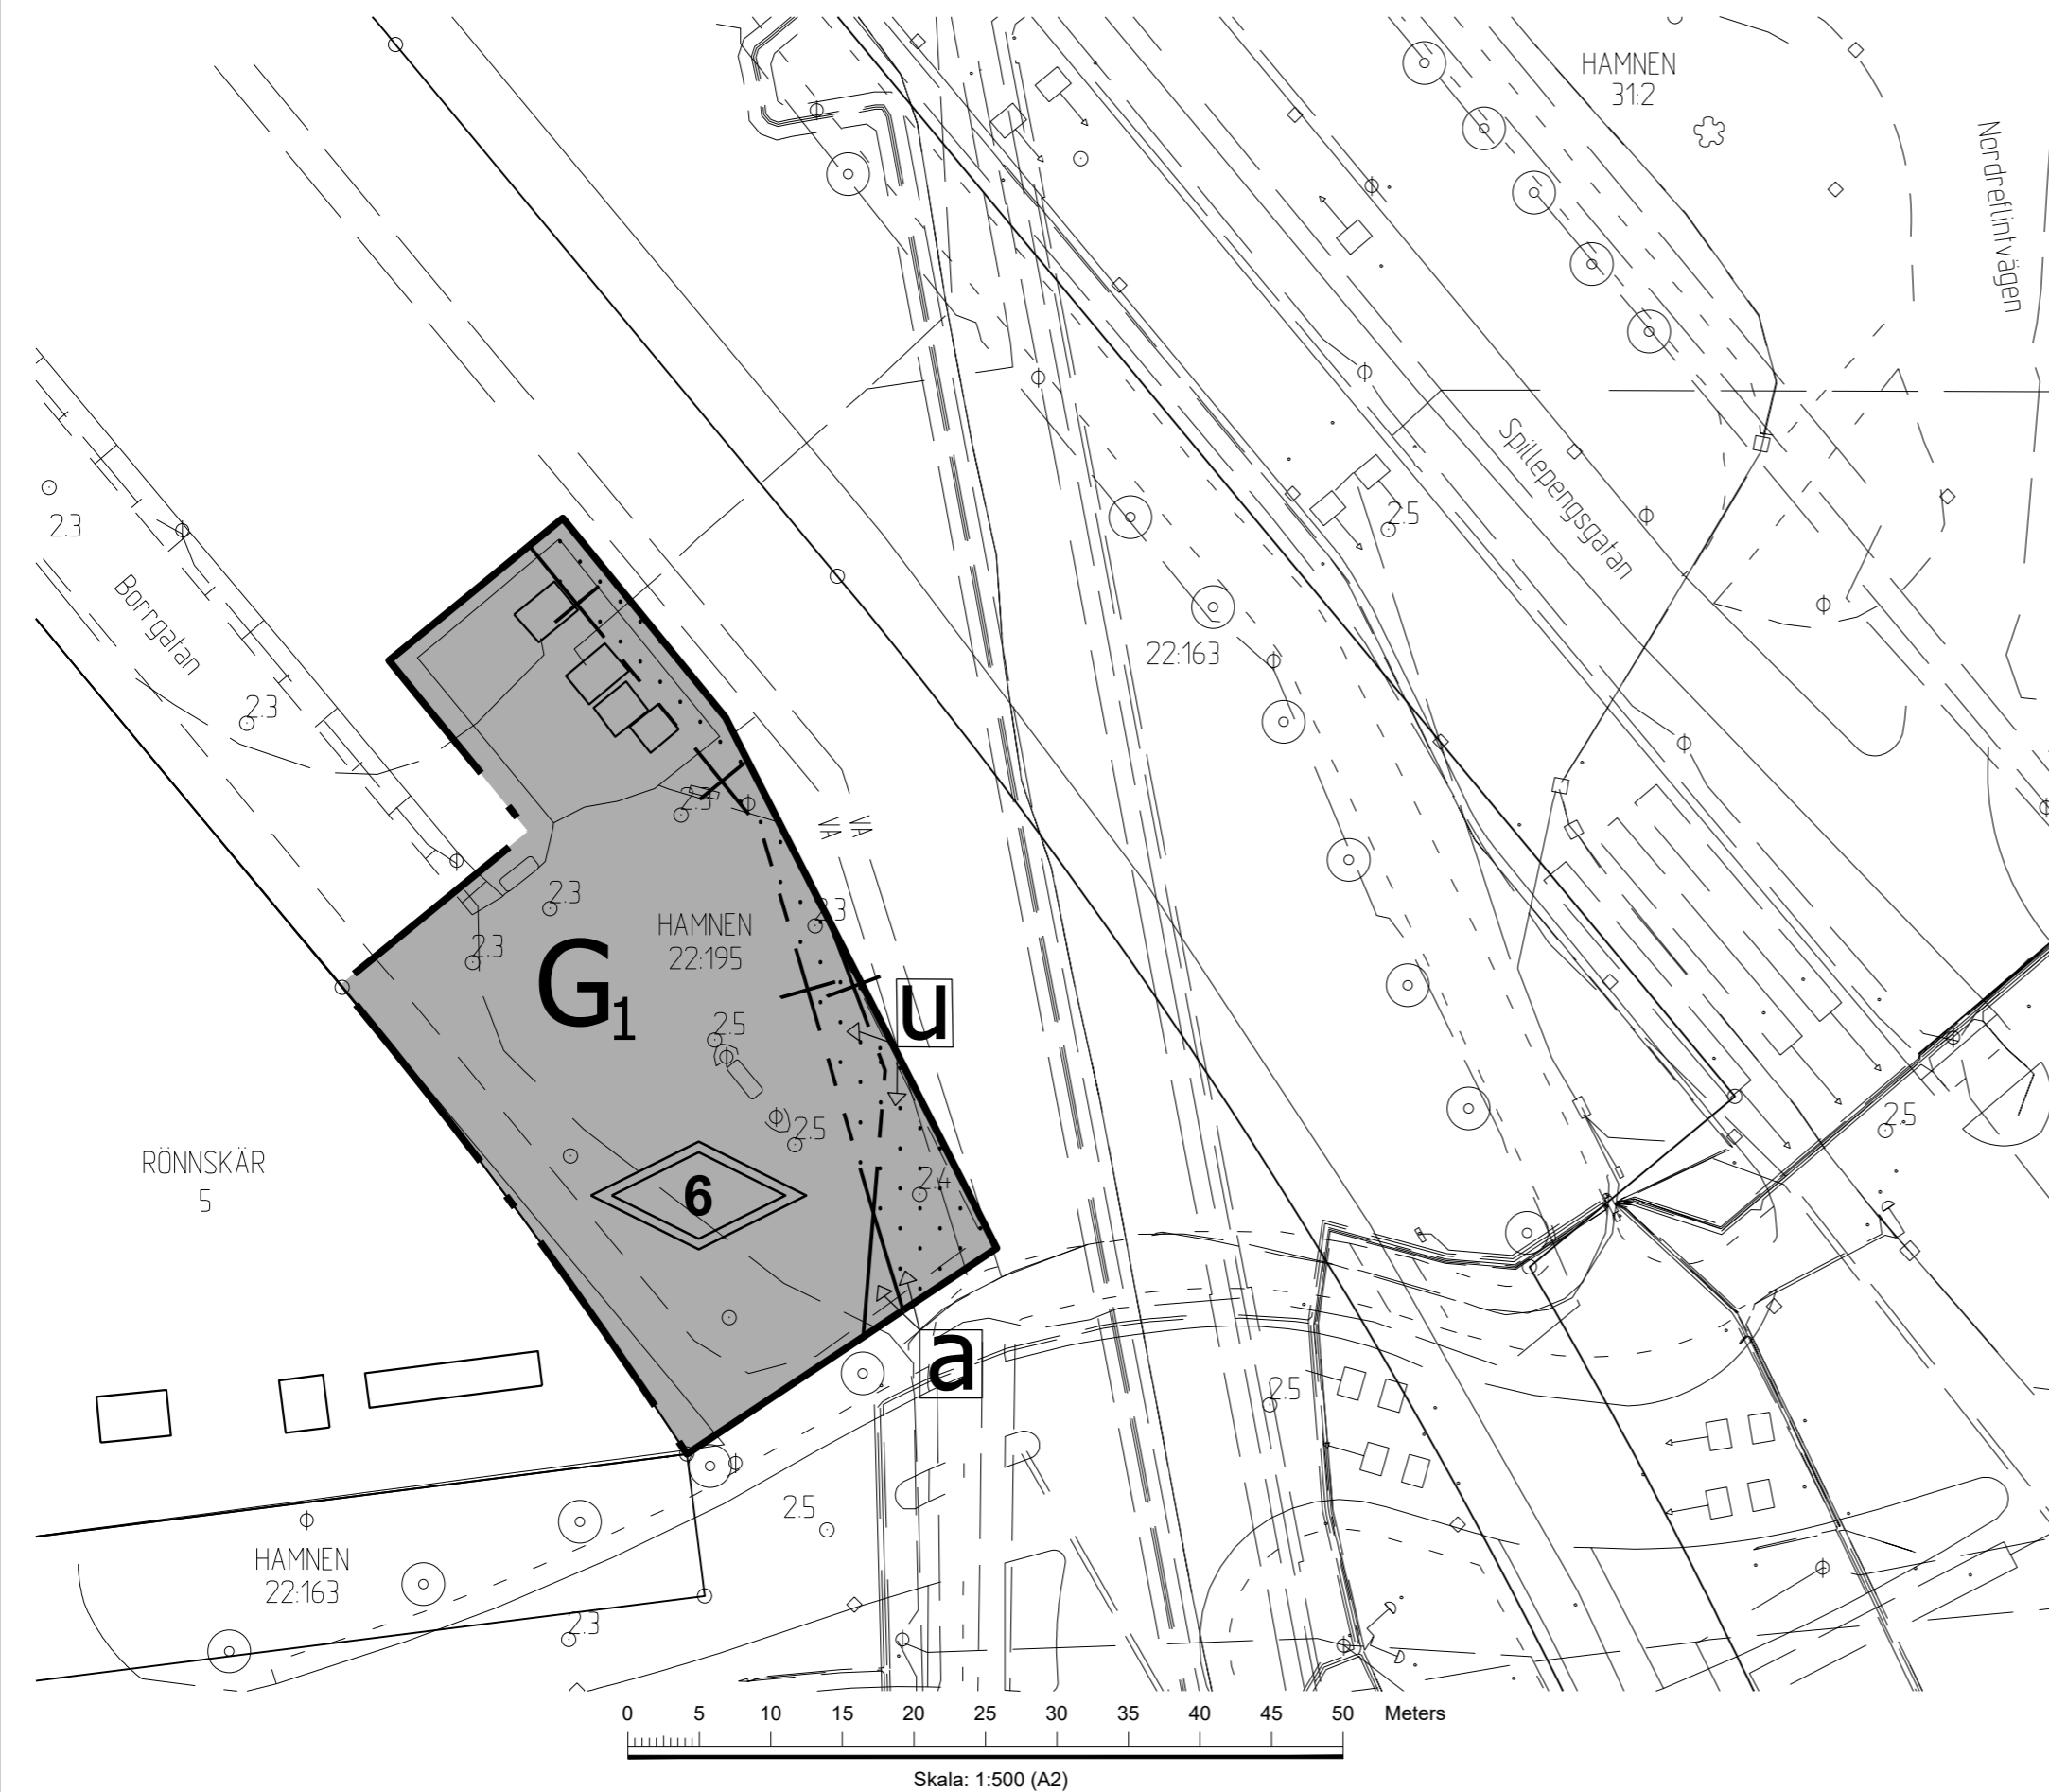 HAMNEN
31:2
Nordreflintvägen
Spillepengsgatan
2.5
2.3
Borrgatan
2.3
22:163
VA
VA
2.3
2.3
2.3
2.3
HAMNEN
22:195
G1
u
2.5
2.5
2.5
RÖNNSKÄR
5
6
2.4
a
2.5
2.5
HAMNEN
22:163
2.3
0 5 10 15 20 25 30 35 40 45 50 Meters
Skala: 1:500 (A2)